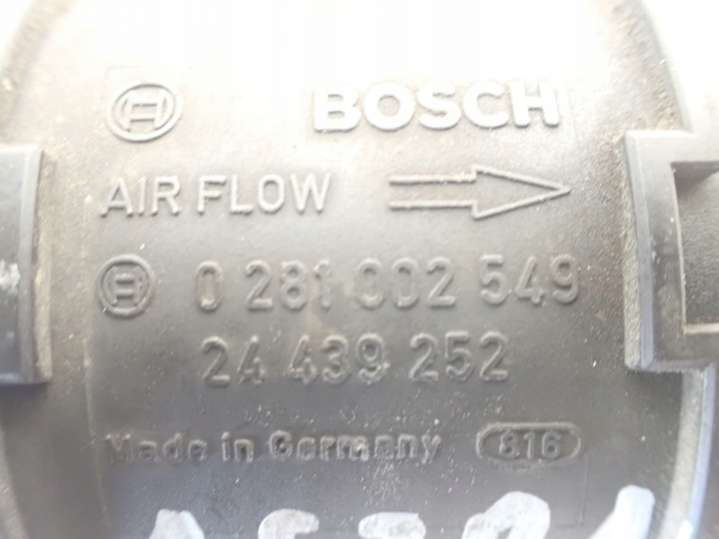 BOSCH
AIR FLOW
0 281 002 549
24 439 252
Made in Germany 816